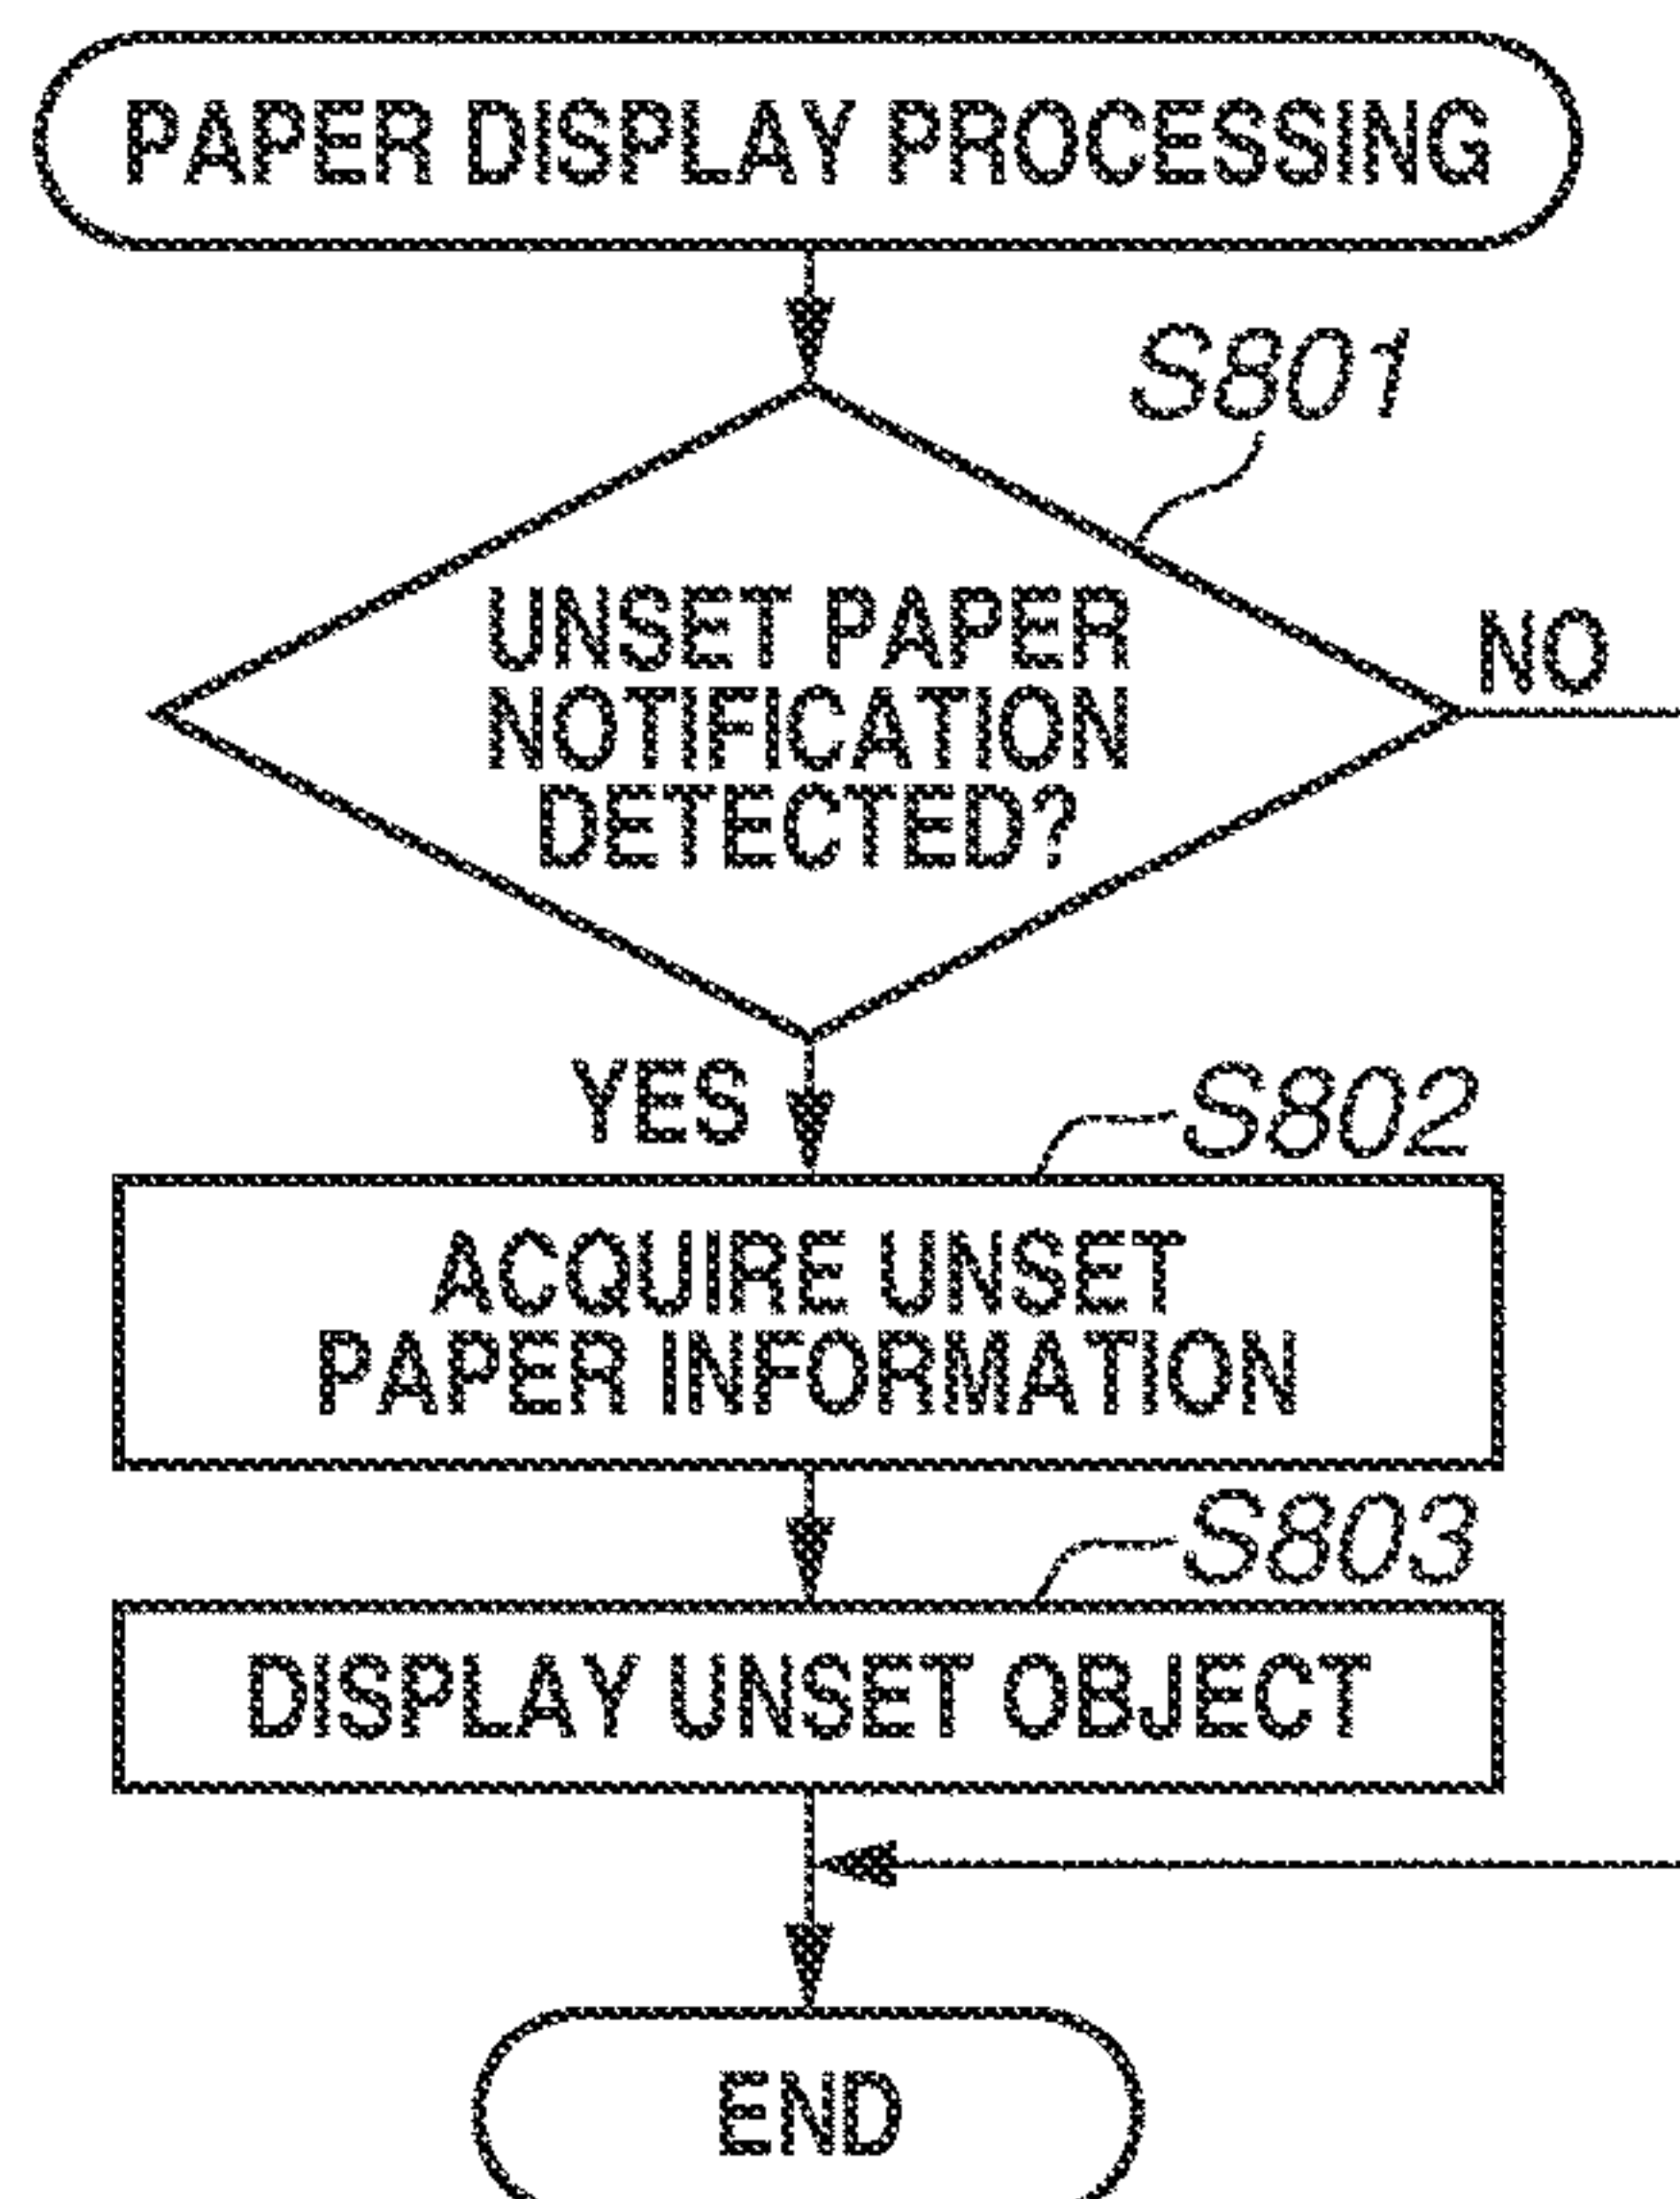 PAPER DISPLAY PROCESSING
S801
UNSET PAPER
NOTIFICATION
DETECTED?
NO
YES
S802
ACQUIRE UNSET
PAPER INFORMATION
S803
DISPLAY UNSET OBJECT
END